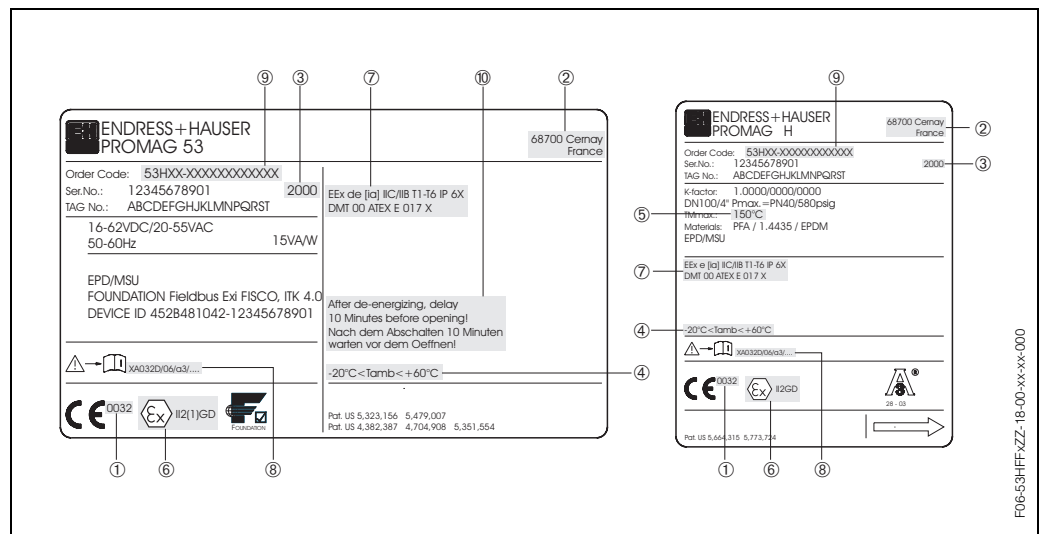 ⑨ ③ ⑦ ⑩ ②
ENDRESS+HAUSER
PROMAG 53
68700 Cernay
France
Order Code: 53HXX-XXXXXXXXXXXXX
Ser.No.: 12345678901 2000
TAG No.: ABCDEFGHJKLMNPQRST
16-62VDC/20-55VAC
50-60Hz 15VA/W
EPD/MSU
FOUNDATION Fieldbus Exi FISCO, ITK 4.0
DEVICE ID 452B481042-12345678901
XA032D/06/a3/....
0032
Ex II2(1)GD
FOUNDATION
EEx de [ia] IIC/IIB T1-T6 IP 6X
DMT 00 ATEX E 017 X
After de-energizing, delay
10 Minutes before opening!
Nach dem Abschalten 10 Minuten
warten vor dem Oeffnen!
-20°C<Tamb<+60°C ④
Pat. US 5,323,156 5,479,007
Pat. US 4,382,387 4,704,908 5,351,554
① ⑥ ⑧
⑨
ENDRESS+HAUSER
PROMAG H
68700 Cernay
France ②
Order Code: 53HXX-XXXXXXXXXXXXX
Ser.No.: 12345678901 2000 ③
TAG No.: ABCDEFGHJKLMNPQRST
K-factor: 1.0000/0000/0000
DN100/4" Pmax.=PN40/580psig
⑤ TMmax.: 150°C
Materials: PFA / 1.4435 / EPDM
EPD/MSU
⑦ EEx e [ia] IIC/IIB T1-T6 IP 6X
DMT 00 ATEX E 017 X
④ -20°C<Tamb<+60°C
XA032D/06/a3/....
CE 0032
Ex II2GD
3A ®
28 - 03
Pat. US 5,664,315 5,773,724
① ⑥ ⑧
F06-53HFFxZZ-18-00-xx-xx-000